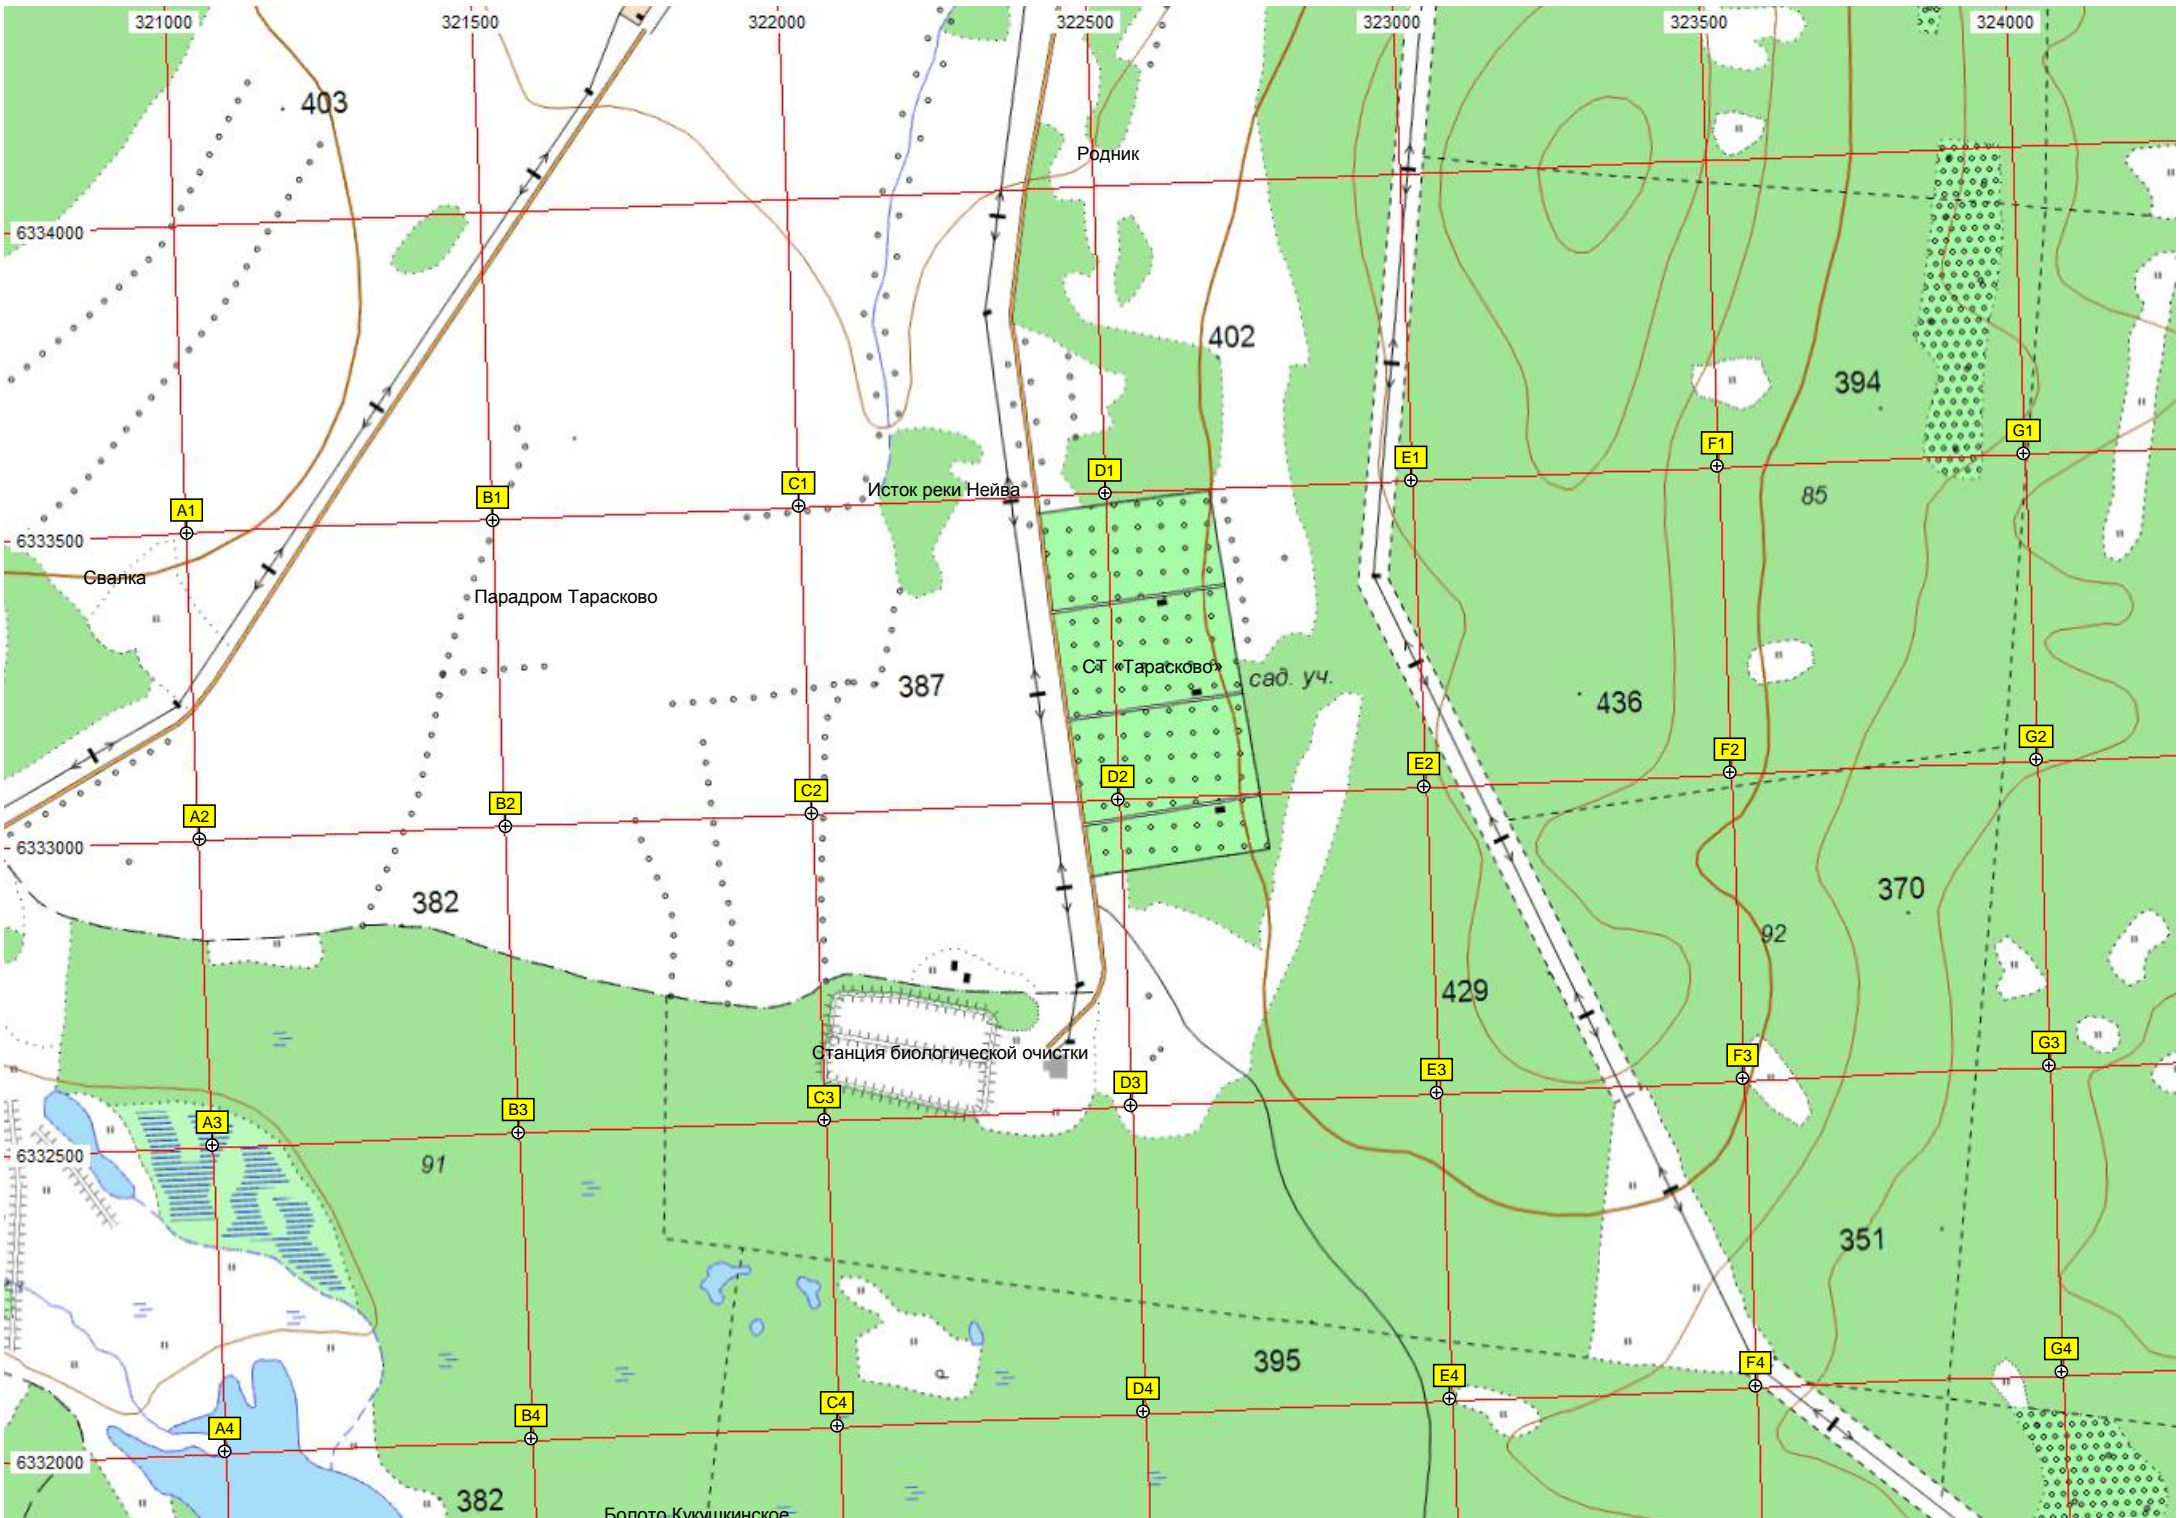 321000 321500 322000 322500 323000 323500 324000
403
Родник
6334000
402
394
G1
F1
E1
D1
C1
B1
A1
Исток реки Нейва
85
6333500
Свалка
Парадром Тарасково
СТ «Тарасково»
сад. уч.
387
436
G2
F2
E2
D2
C2
B2
A2
6333000
382
370
92
429
Станция биологической очистки
G3
F3
E3
D3
C3
B3
A3
6332500
91
351
395
G4
F4
E4
D4
C4
B4
A4
6332000
382
Болото Кукушкинское